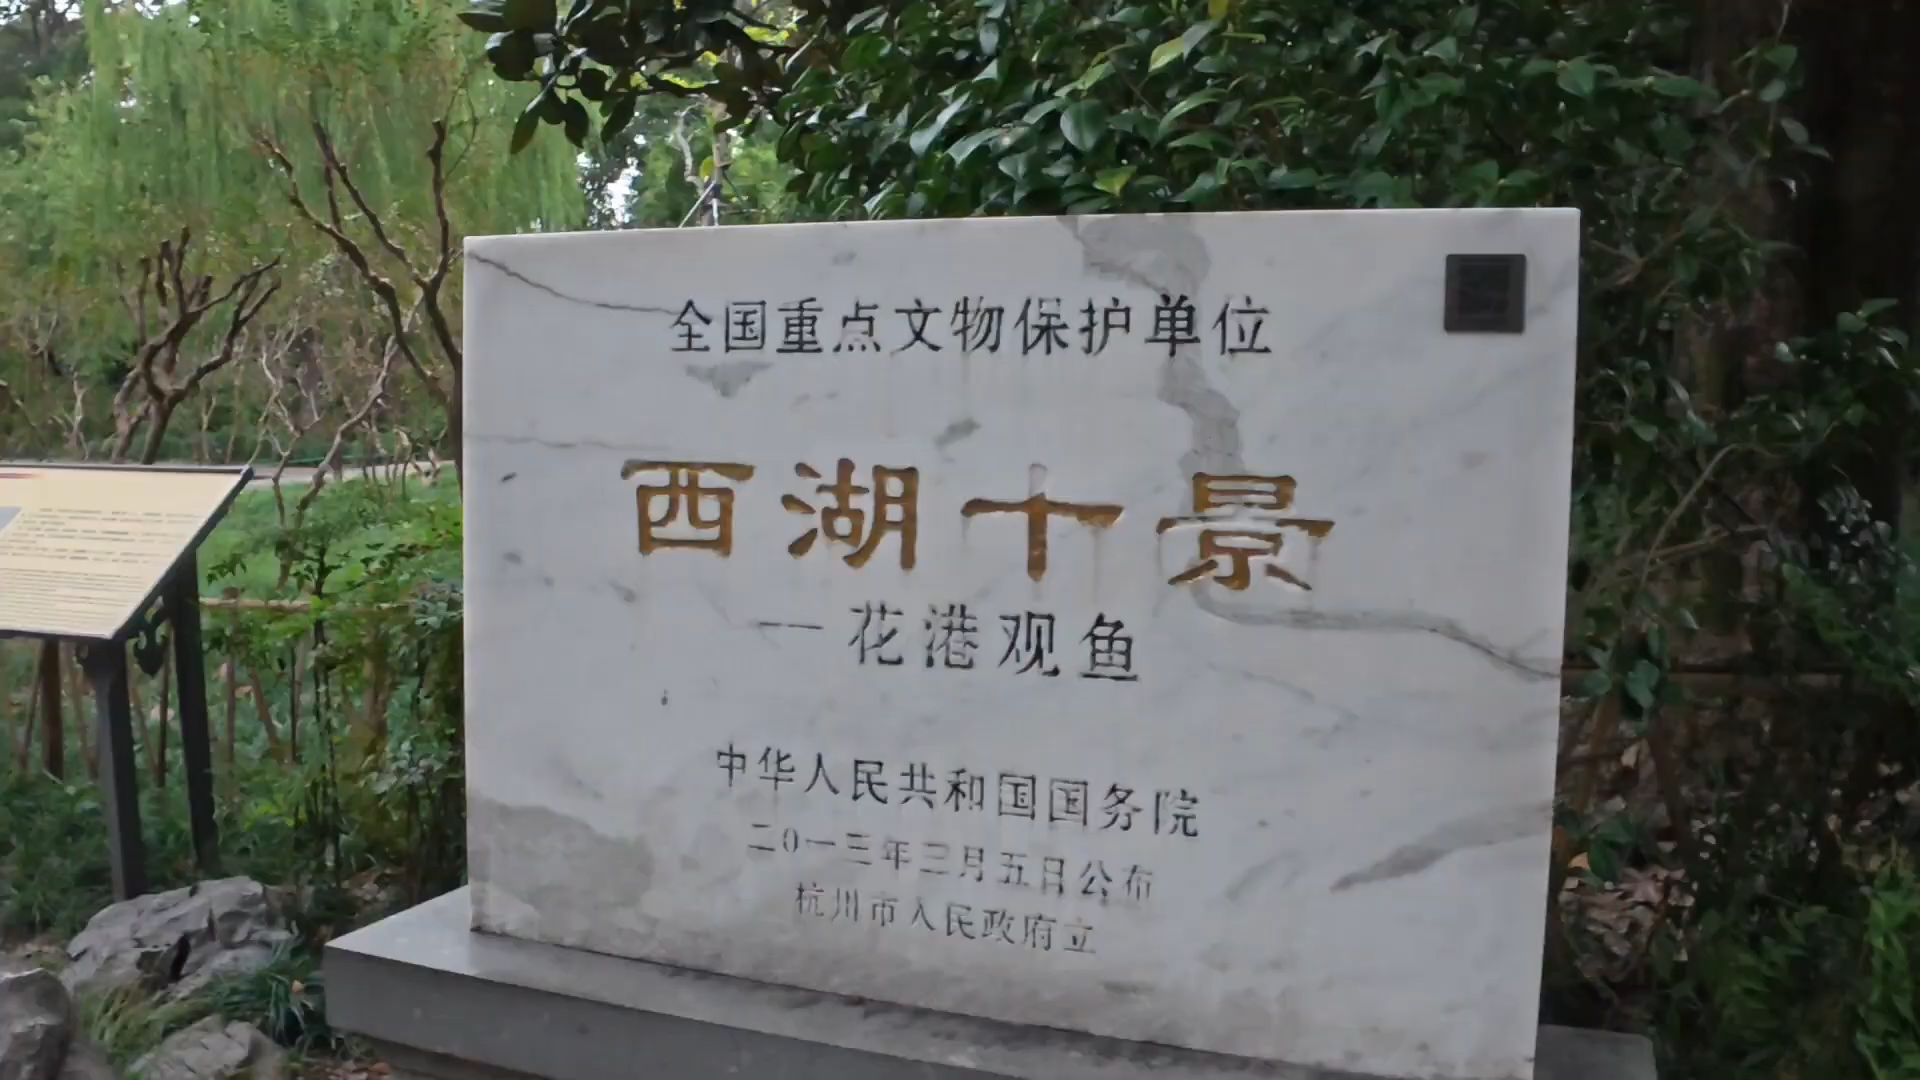 全国重点文物保护单位
西湖十景
一花港观鱼
中华人民共和国国务院
二0一三年三月五日公布
杭州市人民政府立